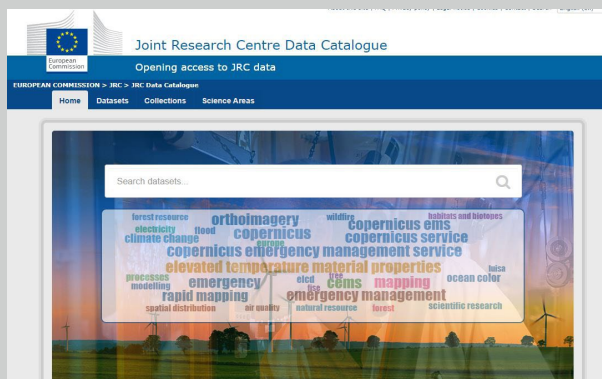 European
Commission
Joint Research Centre Data Catalogue
Opening access to JRC data
EUROPEAN COMMISSION > JRC > JRC Data Catalogue
Home Datasets Collections Science Areas
Search datasets...
forest resource orthoimagery wildfire copernicus ems habitats and biotopes
electricity flood copernicus copernicus service
climate change europe
copernicus emergency management service
elevated temperature material properties luisa
processes modelling emergency elcd tree cems mapping ocean color
rapid mapping emergency management
spatial distribution air quality natural resource forest scientific research